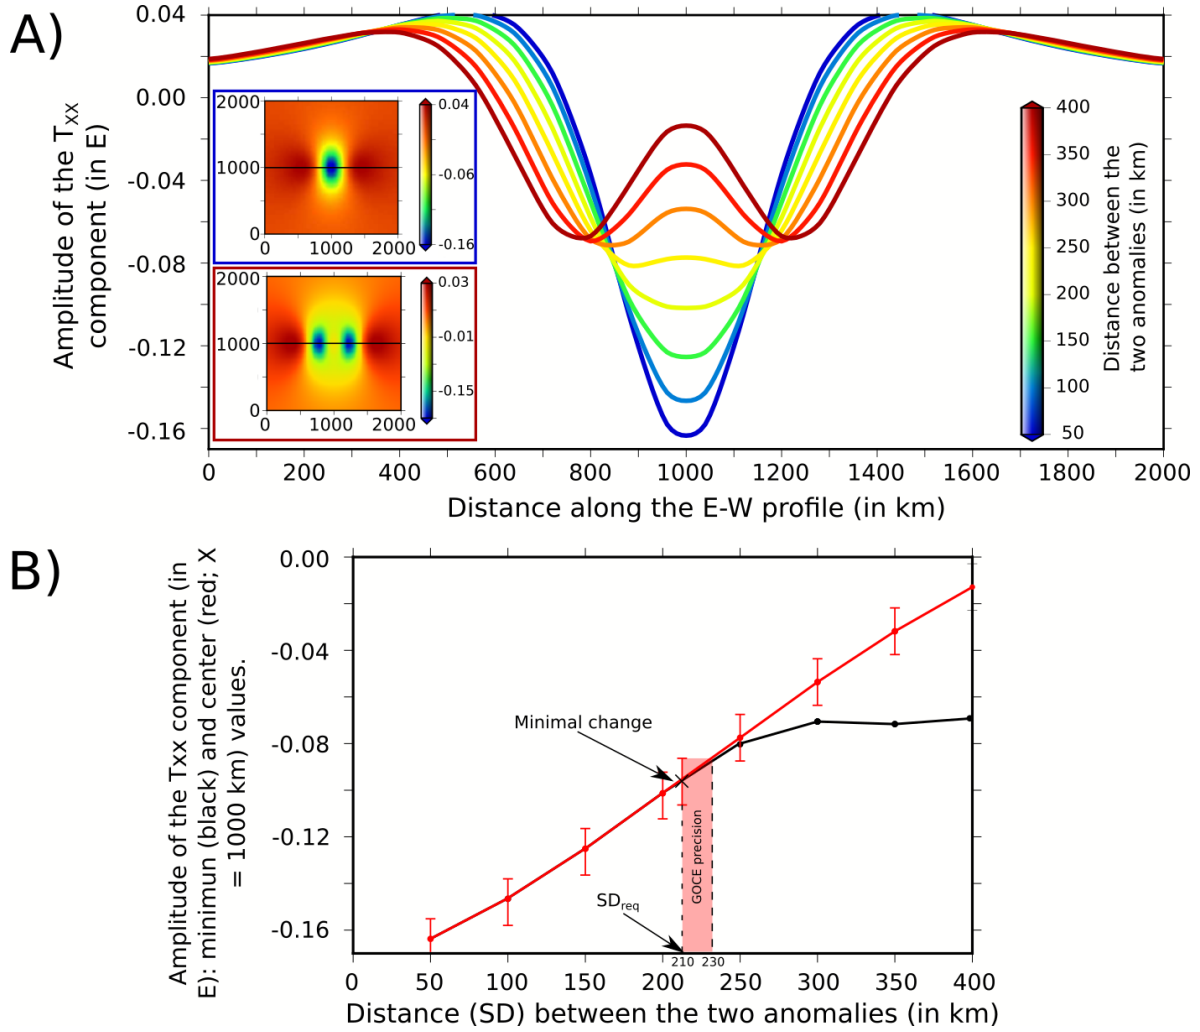 A)
Amplitude of the TXX
component (in E)
0.04
0.00
-0.04
-0.08
-0.12
-0.16
2000
1000
0
0 1000 2000
0.04
-0.06
-0.16
2000
1000
0
0 1000 2000
0.03
-0.01
-0.15
400
350
300
250
200
150
100
50
Distance between the
two anomalies (in km)
0 200 400 600 800 1000 1200 1400 1600 2000
Distance along the E-W profile (in km)
B)
Amplitude of the Txx component (in
E): minimun (black) and center (red; X
= 1000 km) values.
0.00
-0.04
-0.08
-0.12
-0.16
Minimal change
GOCE precision
SDreq
210 230
0 50 100 150 200 250 300 350 400
Distance (SD) between the two anomalies (in km)